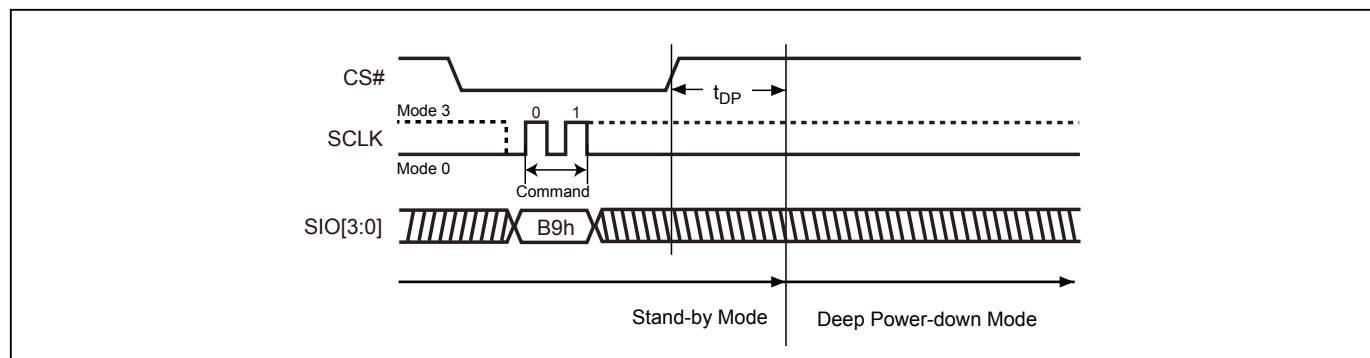 CS#
tDP
Mode 3
0 1
SCLK
Mode 0
Command
SIO[3:0]
B9h
Stand-by Mode
Deep Power-down Mode